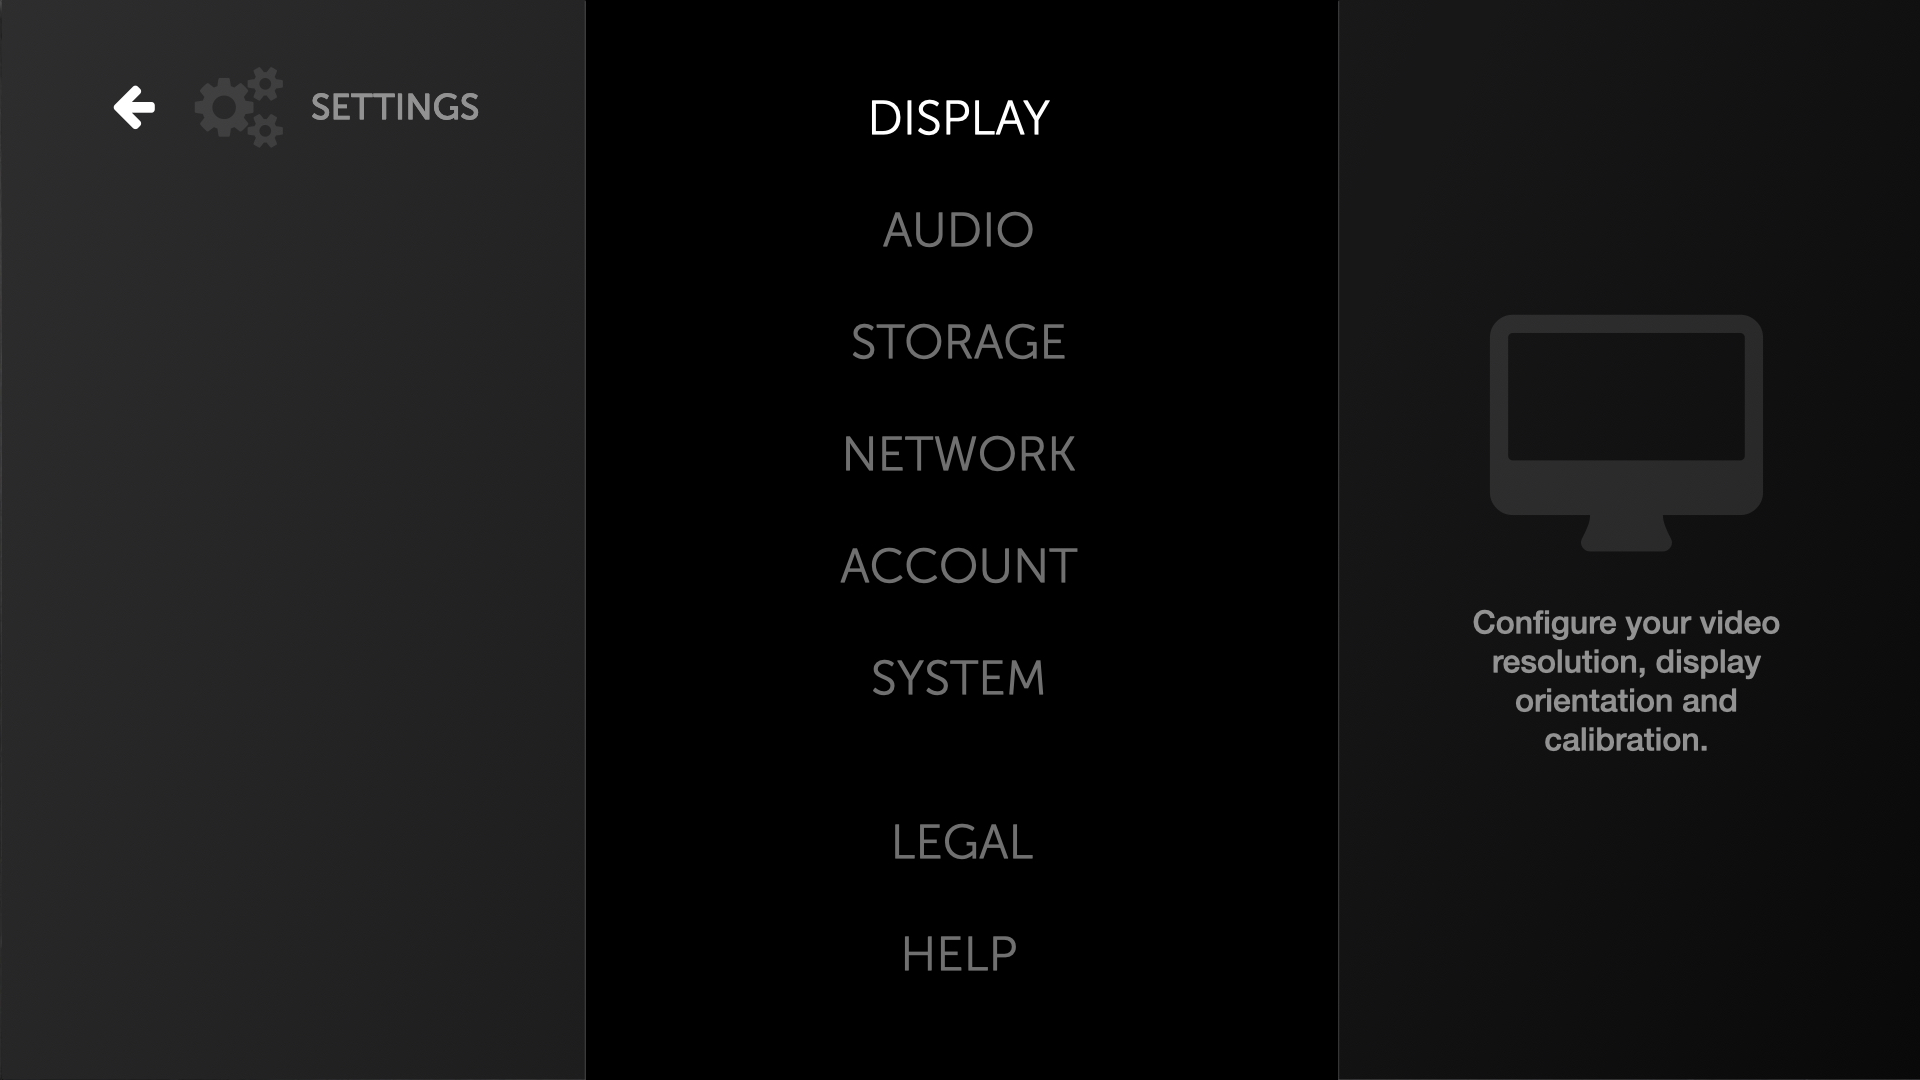 SETTINGS
DISPLAY
AUDIO
STORAGE
NETWORK
ACCOUNT
SYSTEM
LEGAL
HELP
Configure your video
resolution, display
orientation and
calibration.